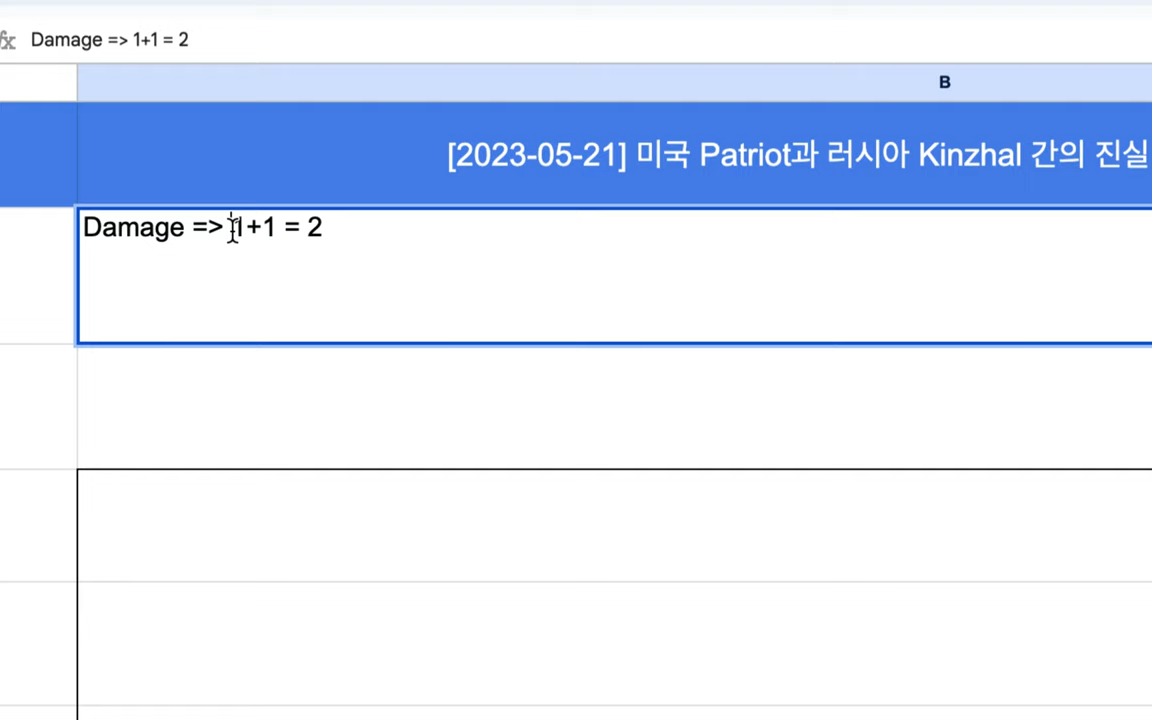 fx Damage => 1+1 = 2
B
[2023-05-21] 미국 Patriot과 러시아 Kinzhal 간의 진실
Damage => 1+1 = 2